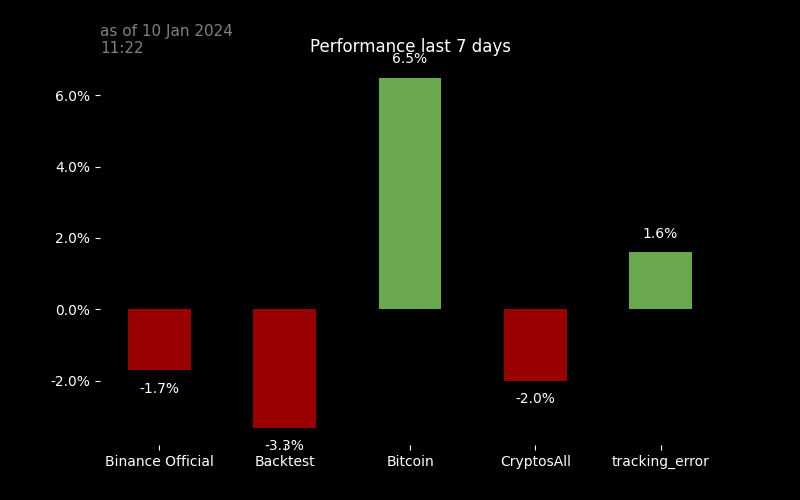 as of 10 Jan 2024
11:22
Performance last 7 days
6.5%
6.0%
4.0%
2.0%
1.6%
0.0%
-2.0%
-1.7%
-2.0%
-3.3%
Binance Official
Backtest
Bitcoin
CryptosAll
tracking_error